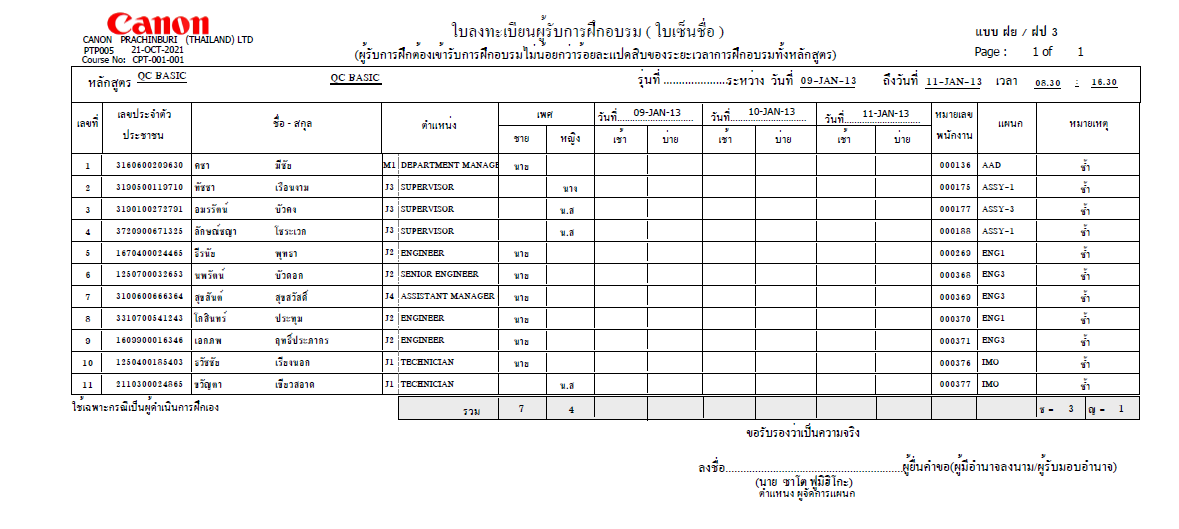 Canon
CANON PRACHINBURI (THAILAND) LTD
PTP005 21-OCT-2021
Course No: CPT-001-001
ใบลงทะเบียนผู้รับการฝึกอบรม ( ใบเซ็นชื่อ )
(ผู้รับการฝึกต้องเข้ารับการฝึกอบรมไม่น้อยกว่าร้อยละแปดสิบของระยะเวลาการฝึกอบรมทั้งหลักสูตร)
แบบ ฝย / ฝป 3
Page : 1 of 1
หลักสูตร QC BASIC QC BASIC รุ่นที่ ......................ระหว่าง วันที่ 09-JAN-13 ถึงวันที่ 11-JAN-13 เวลา 08.30 : 16.30
เลขที่ เลขประจำตัวประชาชน ชื่อ - สกุล ตำแหน่ง เพศ วันที่ 09-JAN-13 วันที่ 10-JAN-13 วันที่ 11-JAN-13 หมายเลขพนักงาน แผนก หมายเหตุ
ชาย หญิง เช้า บ่าย เช้า บ่าย เช้า บ่าย
1 3160600209630 คชา มีชัย M1 DEPARTMENT MANAGE นาย 000136 AAD ซ้ำ
2 3190500119710 ทัชชา เรือนงาม J3 SUPERVISOR นาง 000175 ASSY-1 ซ้ำ
3 3190100272791 อมรรัตน์ บัวคง J3 SUPERVISOR น.ส 000177 ASSY-3 ซ้ำ
4 3720900671325 ลักษณ์ชญา โชระเวก J3 SUPERVISOR น.ส 000188 ASSY-1 ซ้ำ
5 1670400024465 ธีรนัย พุทธา J2 ENGINEER นาย 000269 ENG1 ซ้ำ
6 1250700032653 นพรัตน์ บัวดอก J2 SENIOR ENGINEER นาย 000368 ENG3 ซ้ำ
7 3100600666364 สุขสันต์ สุขสวัสดิ์ J4 ASSISTANT MANAGER นาย 000369 ENG3 ซ้ำ
8 3310700541243 โกสินทร์ ประทุม J2 ENGINEER นาย 000370 ENG1 ซ้ำ
9 1609900016346 เอกภพ ฤทธิ์ประภากร J2 ENGINEER นาย 000371 ENG3 ซ้ำ
10 1250400185403 ธวัชชัย เรียงนอก J1 TECHNICIAN นาย 000376 IMO ซ้ำ
11 2110300024865 ขวัญตา เขียวสอาด J1 TECHNICIAN น.ส 000377 IMO ซ้ำ
ใช้เฉพาะกรณีเป็นผู้ดำเนินการฝึกเอง รวม 7 4 ช - 3 ญ - 1
ขอรับรองว่าเป็นความจริง
ลงชื่อ......................................................ผู้ยื่นคำขอ(ผู้มีอำนาจลงนาม/ผู้รับมอบอำนาจ)
(นาย ซาโต ฟูมิฮิโกะ)
ตำแหน่ง ผู้จัดการแผนก